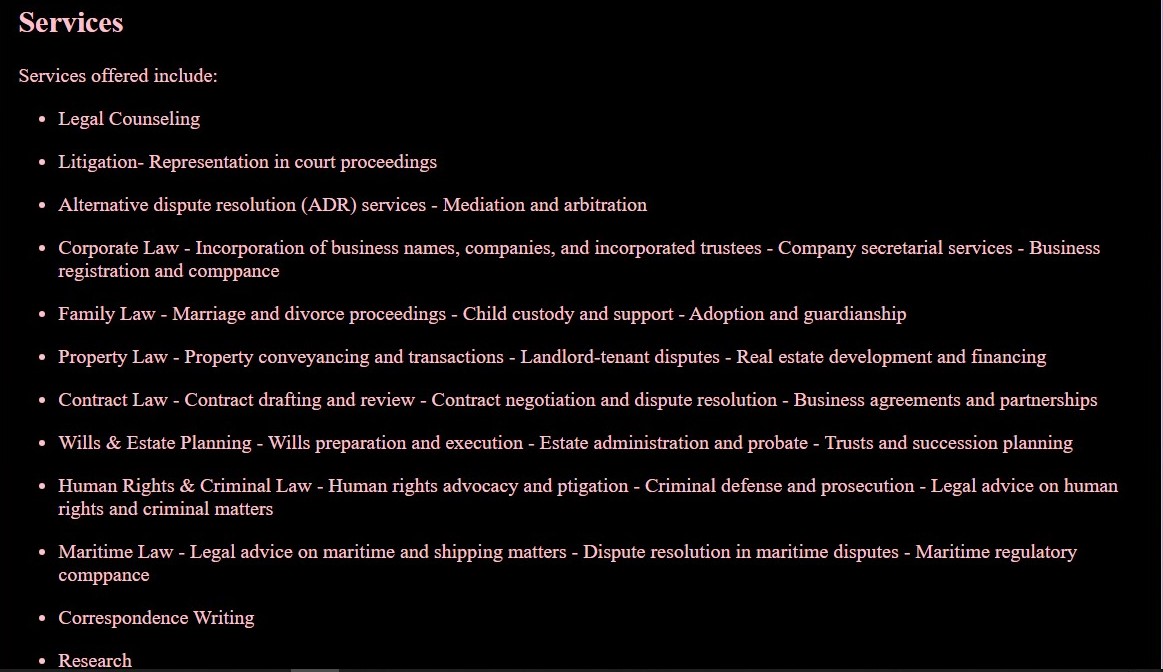 Services
Services offered include:
• Legal Counseling
• Litigation- Representation in court proceedings
• Alternative dispute resolution (ADR) services - Mediation and arbitration
• Corporate Law - Incorporation of business names, companies, and incorporated trustees - Company secretarial services - Business
registration and comppance
• Family Law - Marriage and divorce proceedings - Child custody and support - Adoption and guardianship
• Property Law - Property conveyancing and transactions - Landlord-tenant disputes - Real estate development and financing
• Contract Law - Contract drafting and review - Contract negotiation and dispute resolution - Business agreements and partnerships
• Wills & Estate Planning - Wills preparation and execution - Estate administration and probate - Trusts and succession planning
• Human Rights & Criminal Law - Human rights advocacy and ptigation - Criminal defense and prosecution - Legal advice on human
rights and criminal matters
• Maritime Law - Legal advice on maritime and shipping matters - Dispute resolution in maritime disputes - Maritime regulatory
comppance
• Correspondence Writing
• Research